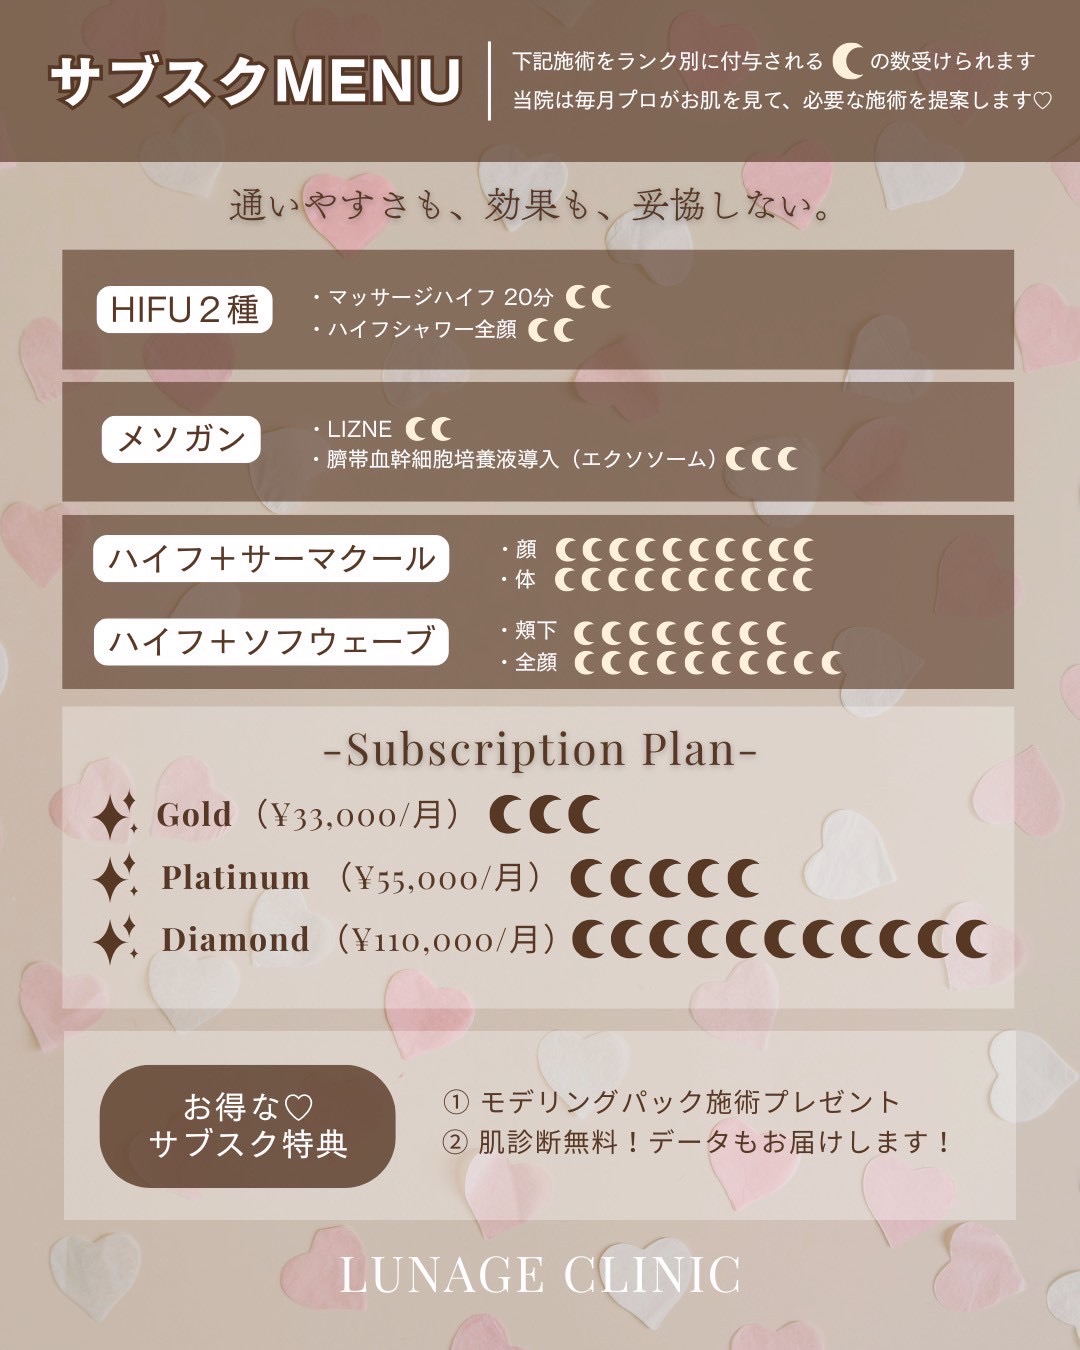 サブスクMENU
下記施術をランク別に付与される の数受けられます
当院は毎月プロがお肌を見て、必要な施術を提案します♡
通いやすさも、効果も、妥協しない。
HIFU２種
・マッサージハイフ 20分
・ハイフシャワー全顔
メソガン
・LIZNE
・臍帯血幹細胞培養液導入（エクソソーム）
ハイフ＋サーマクール
・顔
・体
ハイフ＋ソフウェーブ
・頬下
・全顔
-Subscription Plan-
Gold（¥33,000/月）
Platinum（¥55,000/月）
Diamond（¥110,000/月）
お得な♡
サブスク特典
① モデリングパック施術プレゼント
② 肌診断無料！データもお届けします！
LUNAGE CLINIC